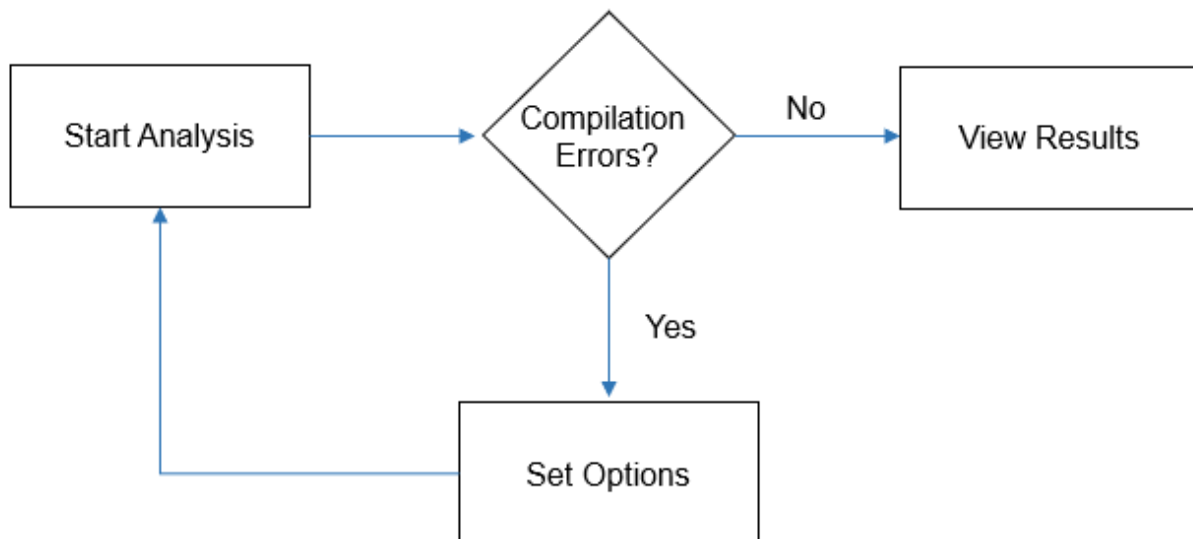 Start Analysis
Compilation
Errors?
No
View Results
Yes
Set Options